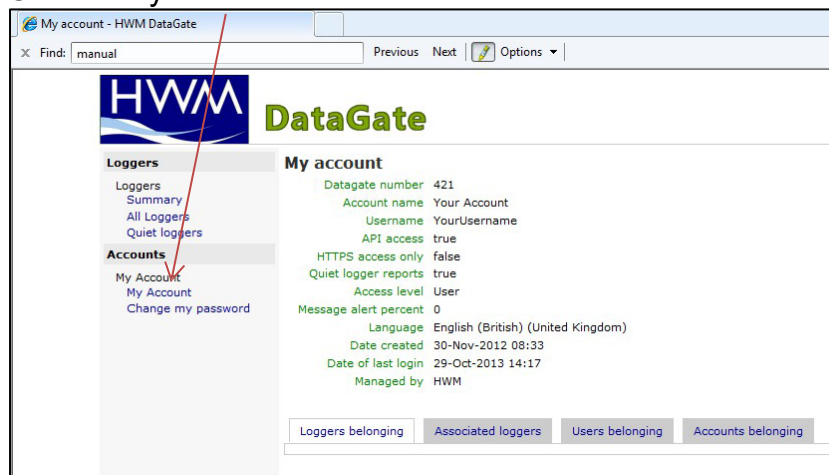 My account - HWM DataGate
x Find: manual Previous Next Options
HWM DataGate
Loggers
Loggers
Summary
All Loggers
Quiet loggers
Accounts
My Account
My Account
Change my password
My account
Datagate number 421
Account name Your Account
Username YourUsername
API access true
HTTPS access only false
Quiet logger reports true
Access level User
Message alert percent 0
Language English (British) (United Kingdom)
Date created 30-Nov-2012 08:33
Date of last login 29-Oct-2013 14:17
Managed by HWM
Loggers belonging Associated loggers Users belonging Accounts belonging